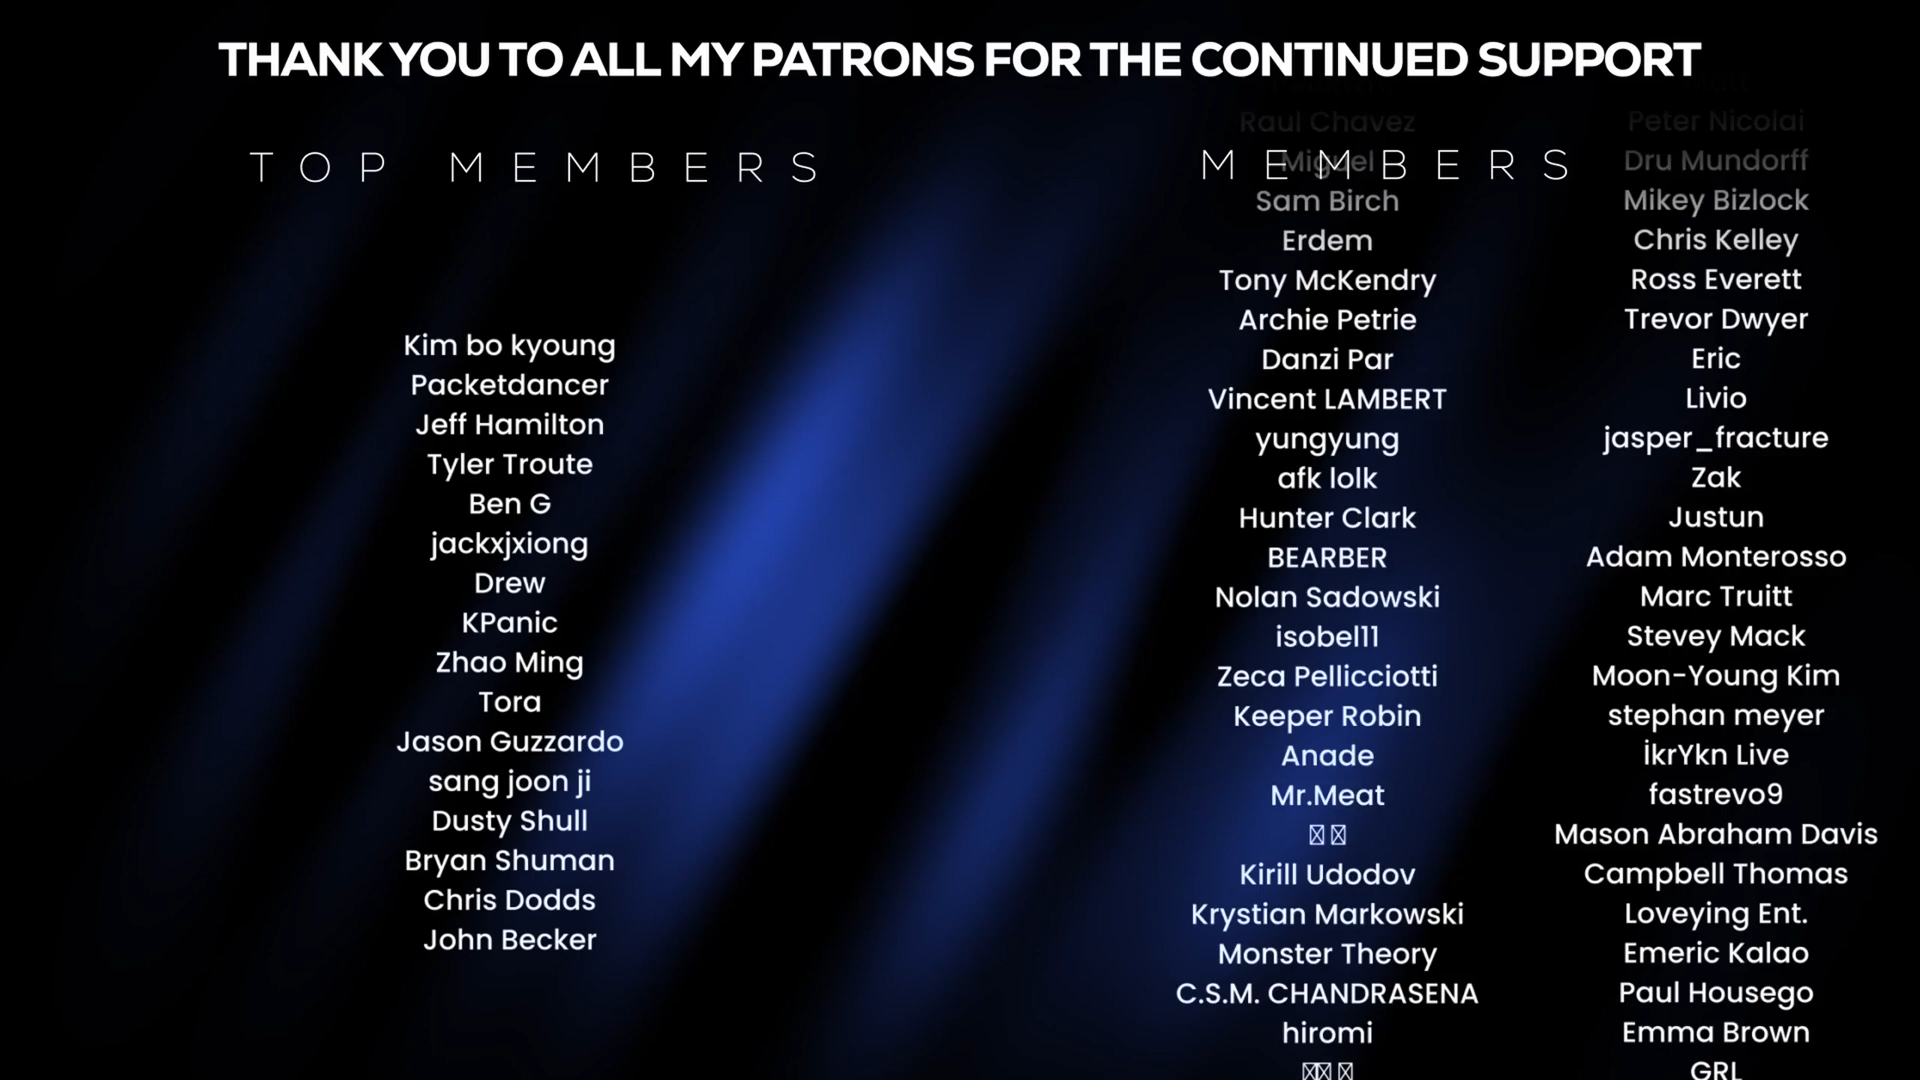 THANK YOU TO ALL MY PATRONS FOR THE CONTINUED SUPPORT
TOP MEMBERS
Kim bo kyoung
Packetdancer
Jeff Hamilton
Tyler Troute
Ben G
jackxjxiong
Drew
KPanic
Zhao Ming
Tora
Jason Guzzardo
sang joon ji
Dusty Shull
Bryan Shuman
Chris Dodds
John Becker
MEMBERS
Raul Chavez
Miguel
Sam Birch
Erdem
Tony McKendry
Archie Petrie
Danzi Par
Vincent LAMBERT
yungyung
afk lolk
Hunter Clark
BEARBER
Nolan Sadowski
isobel11
Zeca Pellicciotti
Keeper Robin
Anade
Mr.Meat
Kirill Udodov
Krystian Markowski
Monster Theory
C.S.M. CHANDRASENA
hiromi
Peter Nicolai
Dru Mundorff
Mikey Bizlock
Chris Kelley
Ross Everett
Trevor Dwyer
Eric
Livio
jasper_fracture
Zak
Justun
Adam Monterosso
Marc Truitt
Stevey Mack
Moon-Young Kim
stephan meyer
İkrYkn Live
fastrevo9
Mason Abraham Davis
Campbell Thomas
Loveying Ent.
Emeric Kalao
Paul Housego
Emma Brown
GRL